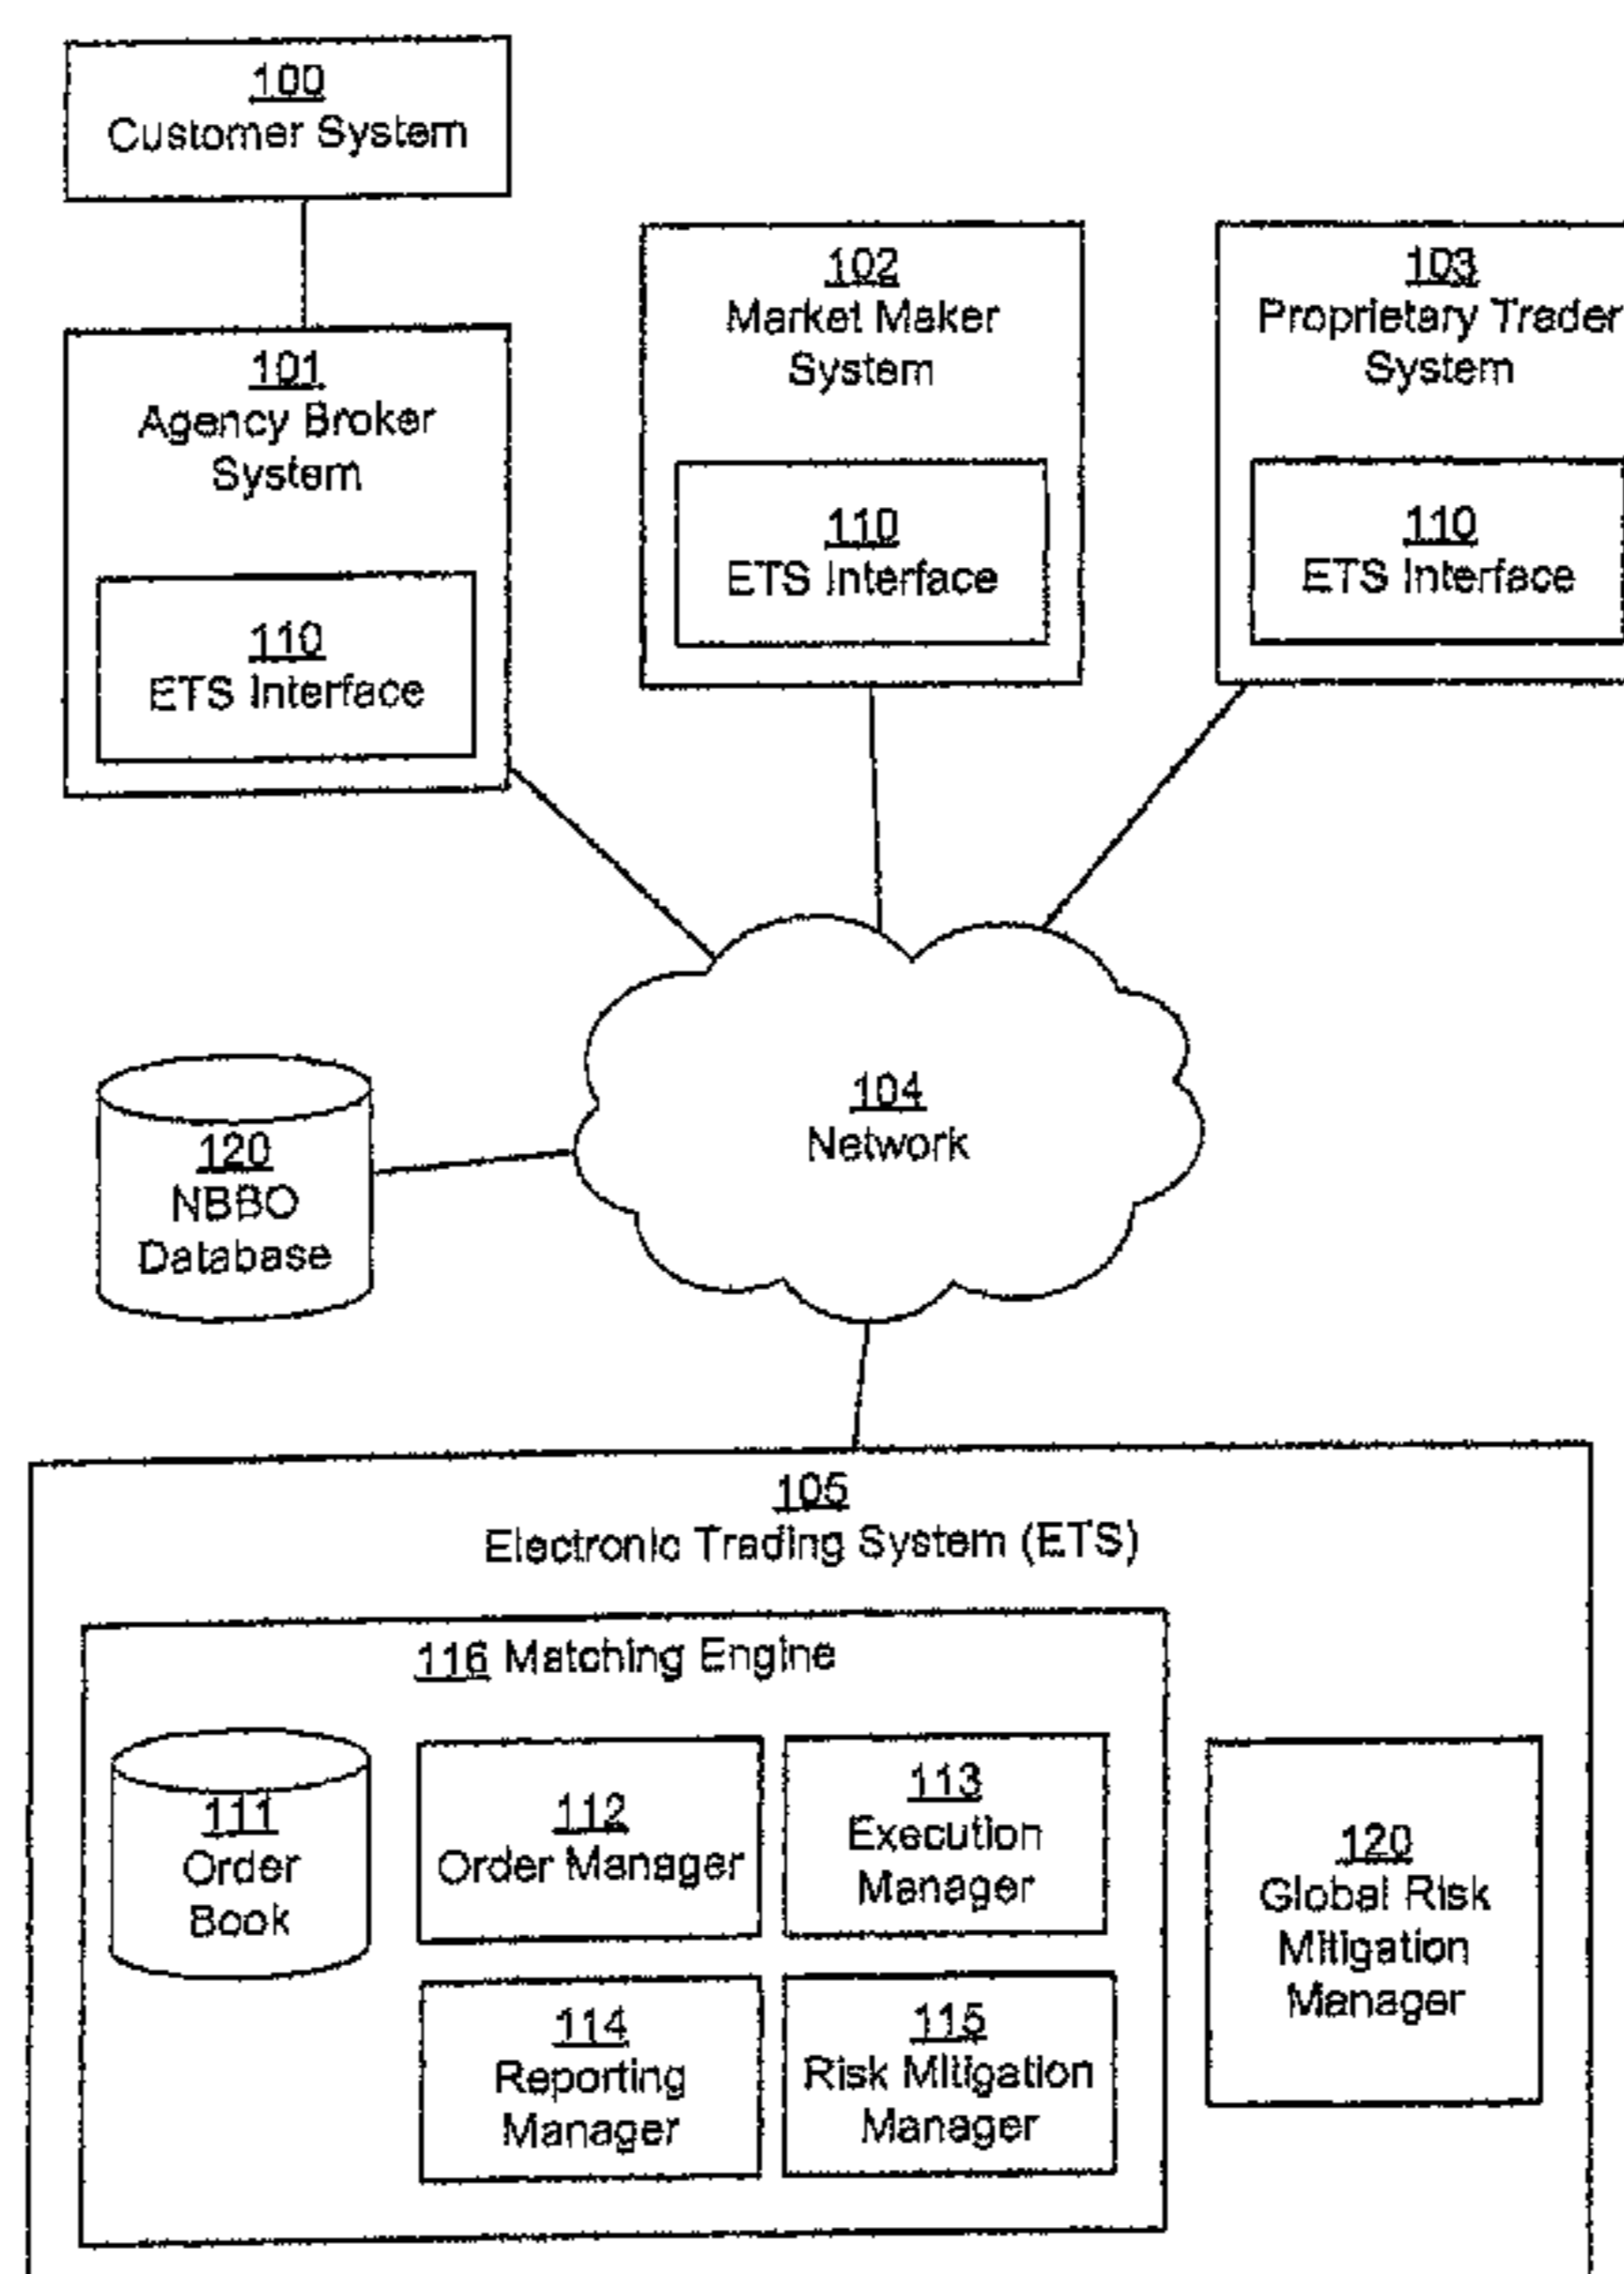 100
Customer System
101
Agency Broker
System
110
ETS Interface
102
Market Maker
System
110
ETS Interface
103
Proprietary Trader
System
110
ETS Interface
104
Network
120
NBBO
Database
105
Electronic Trading System (ETS)
116 Matching Engine
111
Order
Book
112
Order Manager
113
Execution
Manager
114
Reporting
Manager
115
Risk Mitigation
Manager
120
Global Risk
Mitigation
Manager